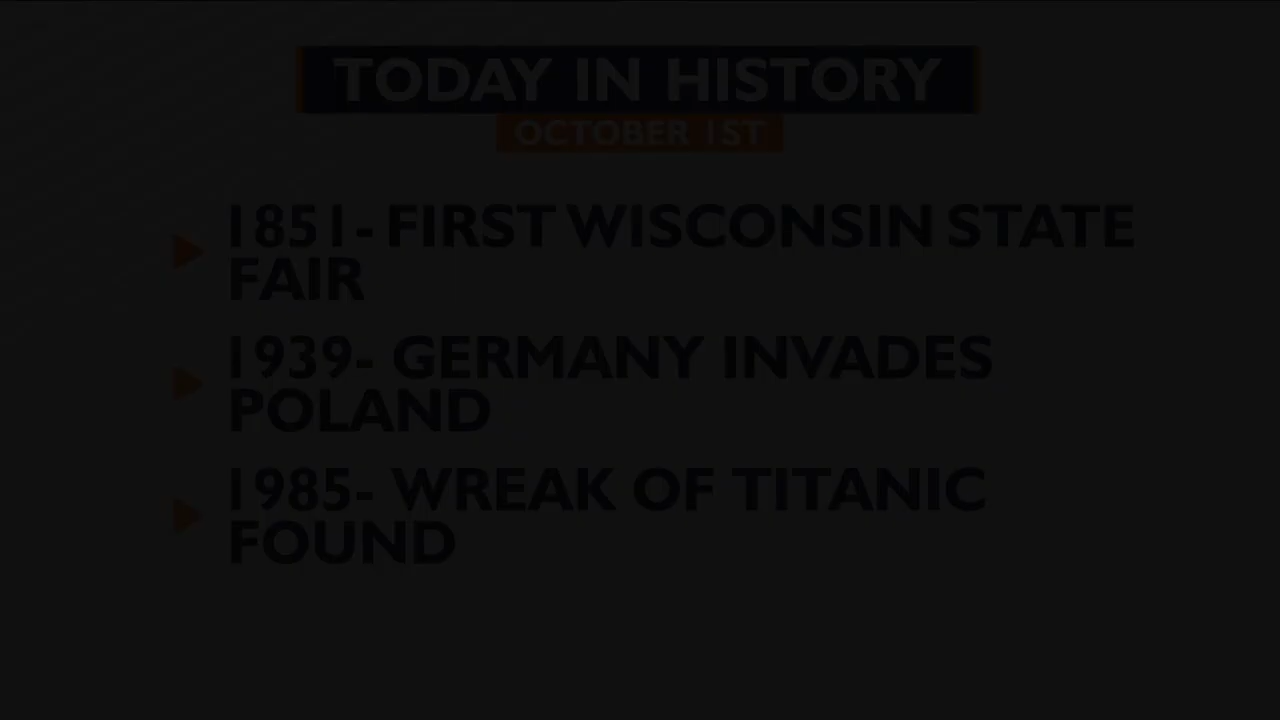 TODAY IN HISTORY
OCTOBER 1ST
1851- FIRST WISCONSIN STATE
FAIR
1939- GERMANY INVADES
POLAND
1985- WREAK OF TITANIC
FOUND